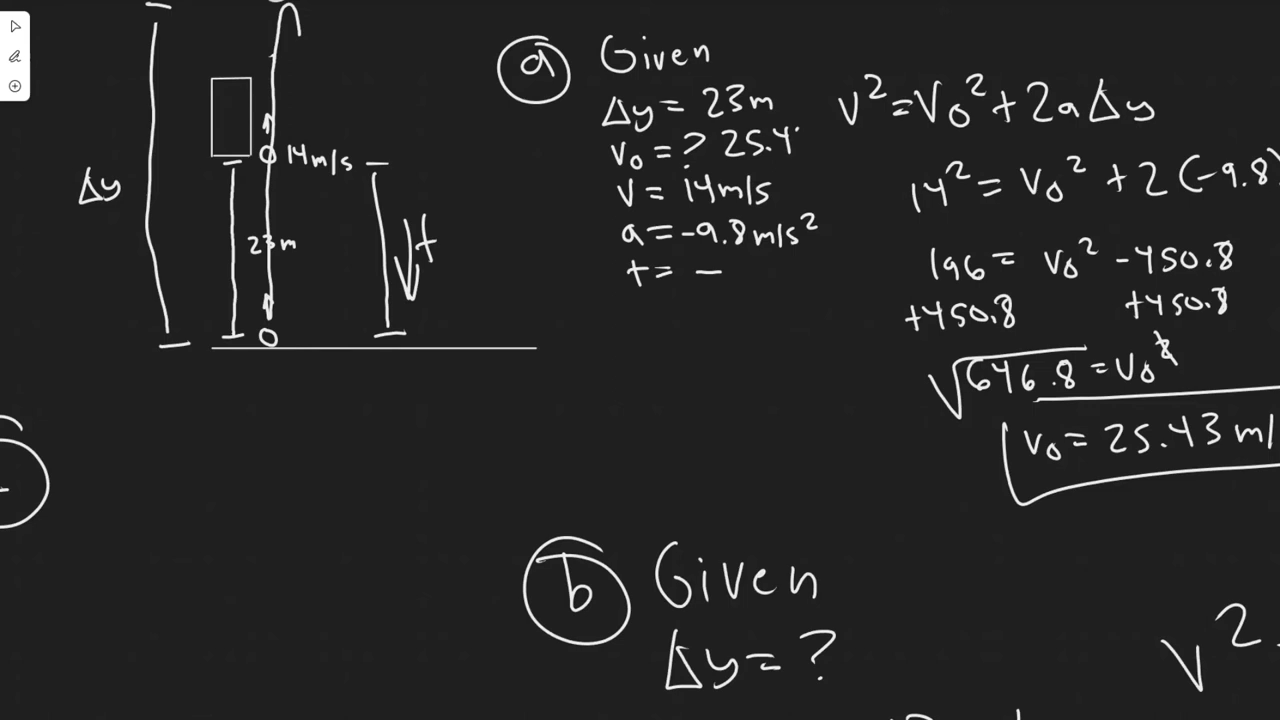 Δy
14m/s
23m
t
a Given
Δy = 23m
v₀ = ? 25.4
v = 14m/s
a = -9.8m/s²
t = -
v² = v₀² + 2aΔy
14² = v₀² + 2(-9.8)
196 = v₀² - 450.8
+450.8 +450.8
√646.8 = v₀²
v₀ = 25.43 m/
b Given
Δy = ?
v²